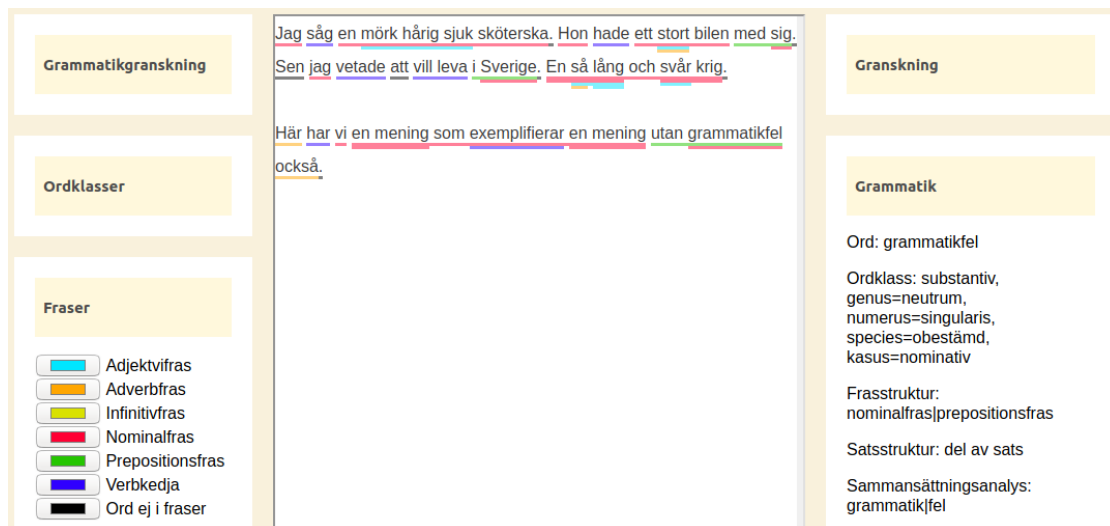 Grammatikgranskning
Ordklasser
Fraser
Adjektvifras
Adverbfras
Infinitivfras
Nominalfras
Prepositionsfras
Verbkedja
Ord ej i fraser
Jag såg en mörk hårig sjuk sköterska. Hon hade ett stort bilen med sig.
Sen jag vetade att vill leva i Sverige. En så lång och svår krig.
Här har vi en mening som exemplifierar en mening utan grammatikfel
också.
Granskning
Grammatik
Ord: grammatikfel
Ordklass: substantiv,
genus=neutrum,
numerus=singularis,
species=obestämd,
kasus=nominativ
Frasstruktur:
nominalfras|prepositionsfras
Satsstruktur: del av sats
Sammansättningsanalys:
grammatik|fel